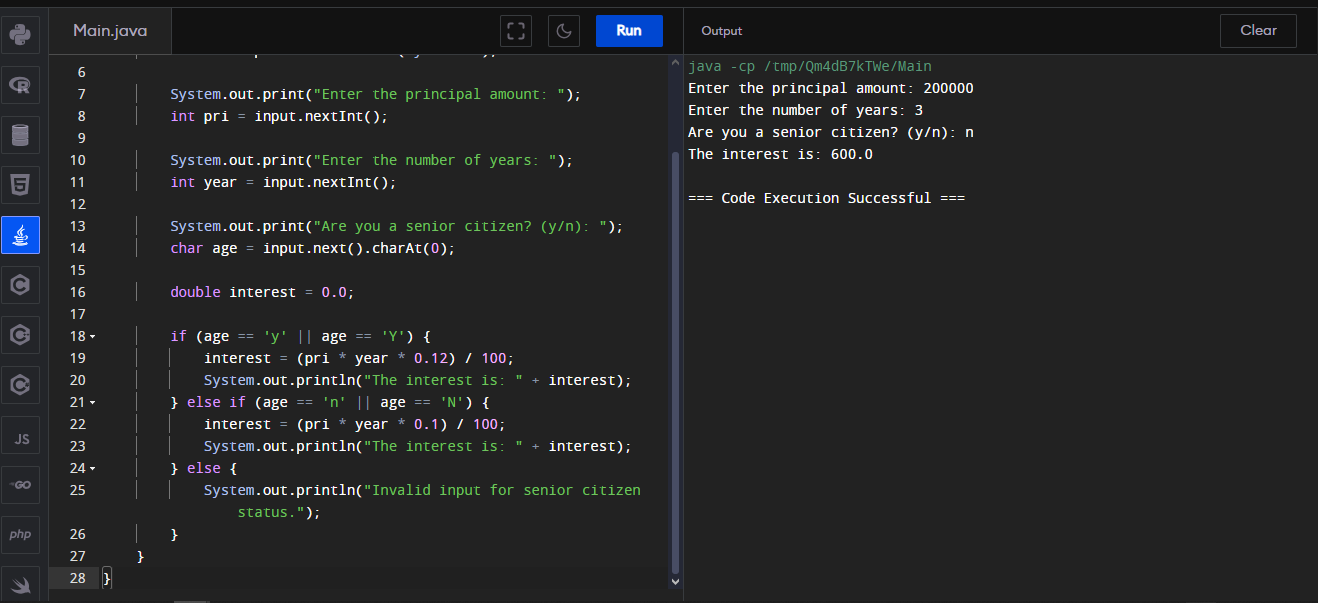 Main.java
Run
Output
Clear
6
7 System.out.print("Enter the principal amount: ");
8 int pri = input.nextInt();
9
10 System.out.print("Enter the number of years: ");
11 int year = input.nextInt();
12
13 System.out.print("Are you a senior citizen? (y/n): ");
14 char age = input.next().charAt(0);
15
16 double interest = 0.0;
17
18 if (age == 'y' || age == 'Y') {
19 interest = (pri * year * 0.12) / 100;
20 System.out.println("The interest is: " + interest);
21 } else if (age == 'n' || age == 'N') {
22 interest = (pri * year * 0.1) / 100;
23 System.out.println("The interest is: " + interest);
24 } else {
25 System.out.println("Invalid input for senior citizen
status.");
26 }
27 }
28 }
java -cp /tmp/Qm4dB7kTWe/Main
Enter the principal amount: 200000
Enter the number of years: 3
Are you a senior citizen? (y/n): n
The interest is: 600.0
=== Code Execution Successful ===
R
5
C
C
C
JS
GO
php